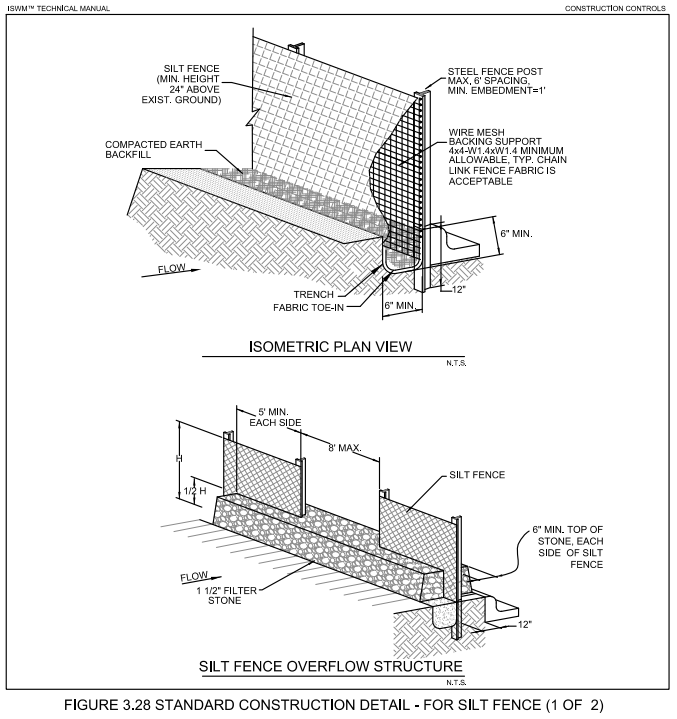 ISWM™ TECHNICAL MANUAL
CONSTRUCTION CONTROLS
SILT FENCE
(MIN. HEIGHT
24" ABOVE
EXIST. GROUND)
STEEL FENCE POST
MAX, 6' SPACING,
MIN. EMBEDMENT=1'
COMPACTED EARTH
BACKFILL
WIRE MESH
BACKING SUPPORT
4x4-W1.4xW1.4 MINIMUM
ALLOWABLE, TYP. CHAIN
LINK FENCE FABRIC IS
ACCEPTABLE
6" MIN.
FLOW
TRENCH
FABRIC TOE-IN
6" MIN.
12"
ISOMETRIC PLAN VIEW
N.T.S.
5' MIN.
EACH SIDE
8' MAX.
H
1/2 H
SILT FENCE
6" MIN. TOP OF
STONE, EACH
SIDE OF SILT
FENCE
FLOW
1 1/2" FILTER
STONE
12"
SILT FENCE OVERFLOW STRUCTURE
N.T.S.
FIGURE 3.28 STANDARD CONSTRUCTION DETAIL - FOR SILT FENCE (1 OF 2)